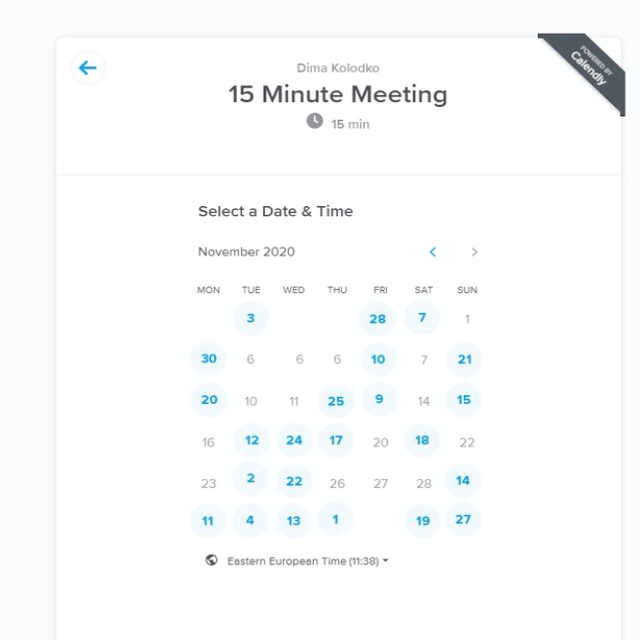 POWERED BY
Calendly
Dima Kolodko
15 Minute Meeting
15 min
Select a Date & Time
November 2020
MON TUE WED THU FRI SAT SUN
3 28 7 1
30 6 6 6 10 7 21
20 10 11 25 9 14 15
16 12 24 17 20 18 22
23 2 22 26 27 28 14
11 4 13 1 19 27
Eastern European Time (11:38)